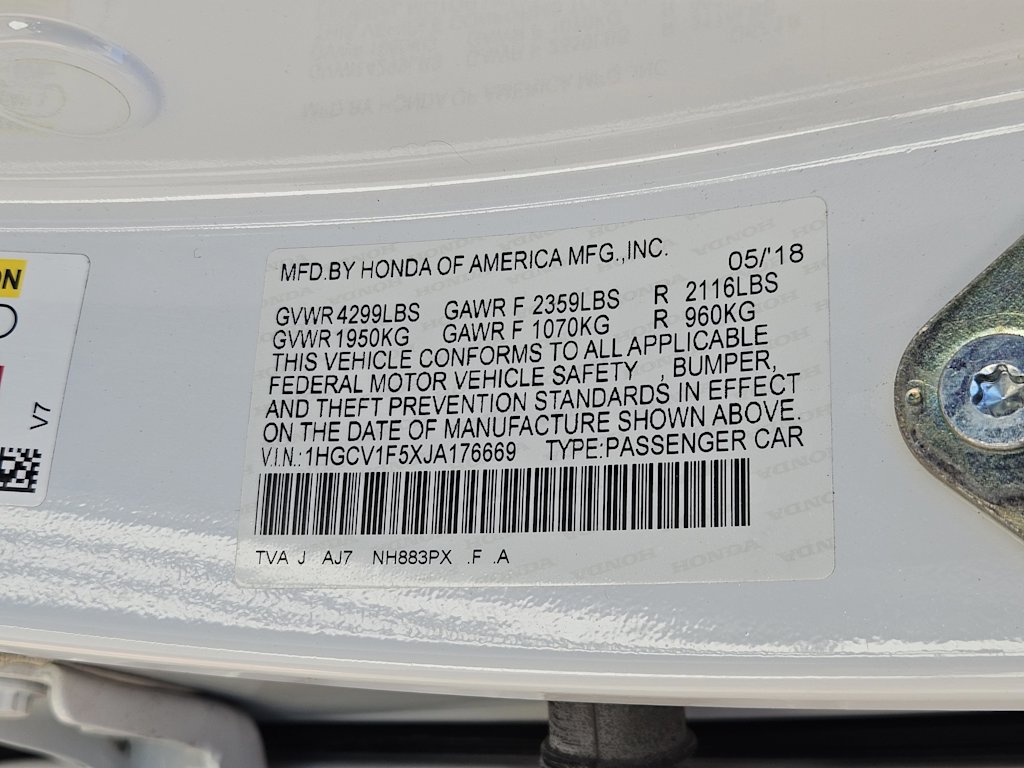 MFD.BY HONDA OF AMERICA MFG.,INC. 05/'18
GVWR 4299LBS GAWR F 2359LBS R 2116LBS
GVWR 1950KG GAWR F 1070KG R 960KG
THIS VEHICLE CONFORMS TO ALL APPLICABLE
FEDERAL MOTOR VEHICLE SAFETY , BUMPER,
AND THEFT PREVENTION STANDARDS IN EFFECT
ON THE DATE OF MANUFACTURE SHOWN ABOVE.
V.I.N.: 1HGCV1F5XJA176669 TYPE:PASSENGER CAR
TVA J AJ7 NH883PX .F .A
V7